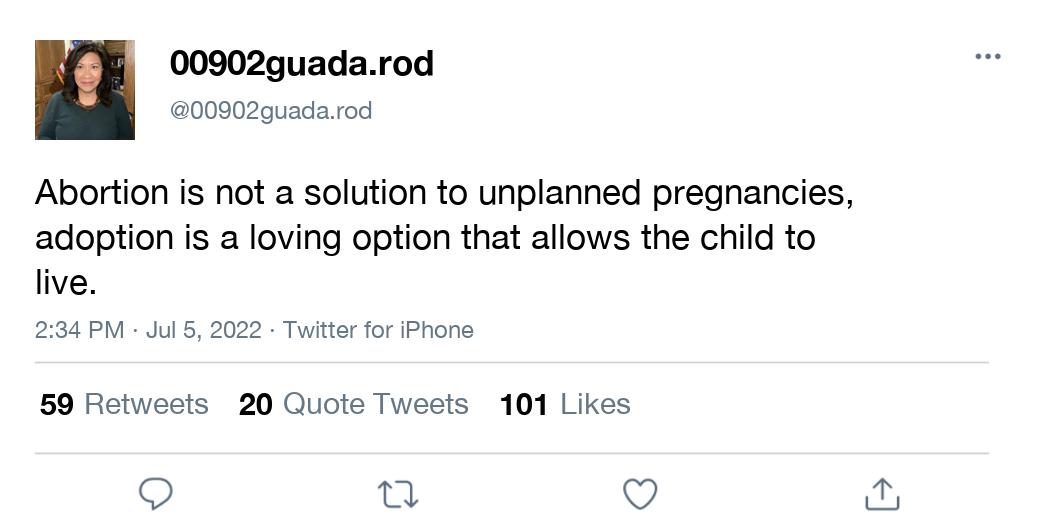 00902guada.rod
@00902guada.rod
Abortion is not a solution to unplanned pregnancies,
adoption is a loving option that allows the child to
live.
2:34 PM · Jul 5, 2022 · Twitter for iPhone
59 Retweets 20 Quote Tweets 101 Likes